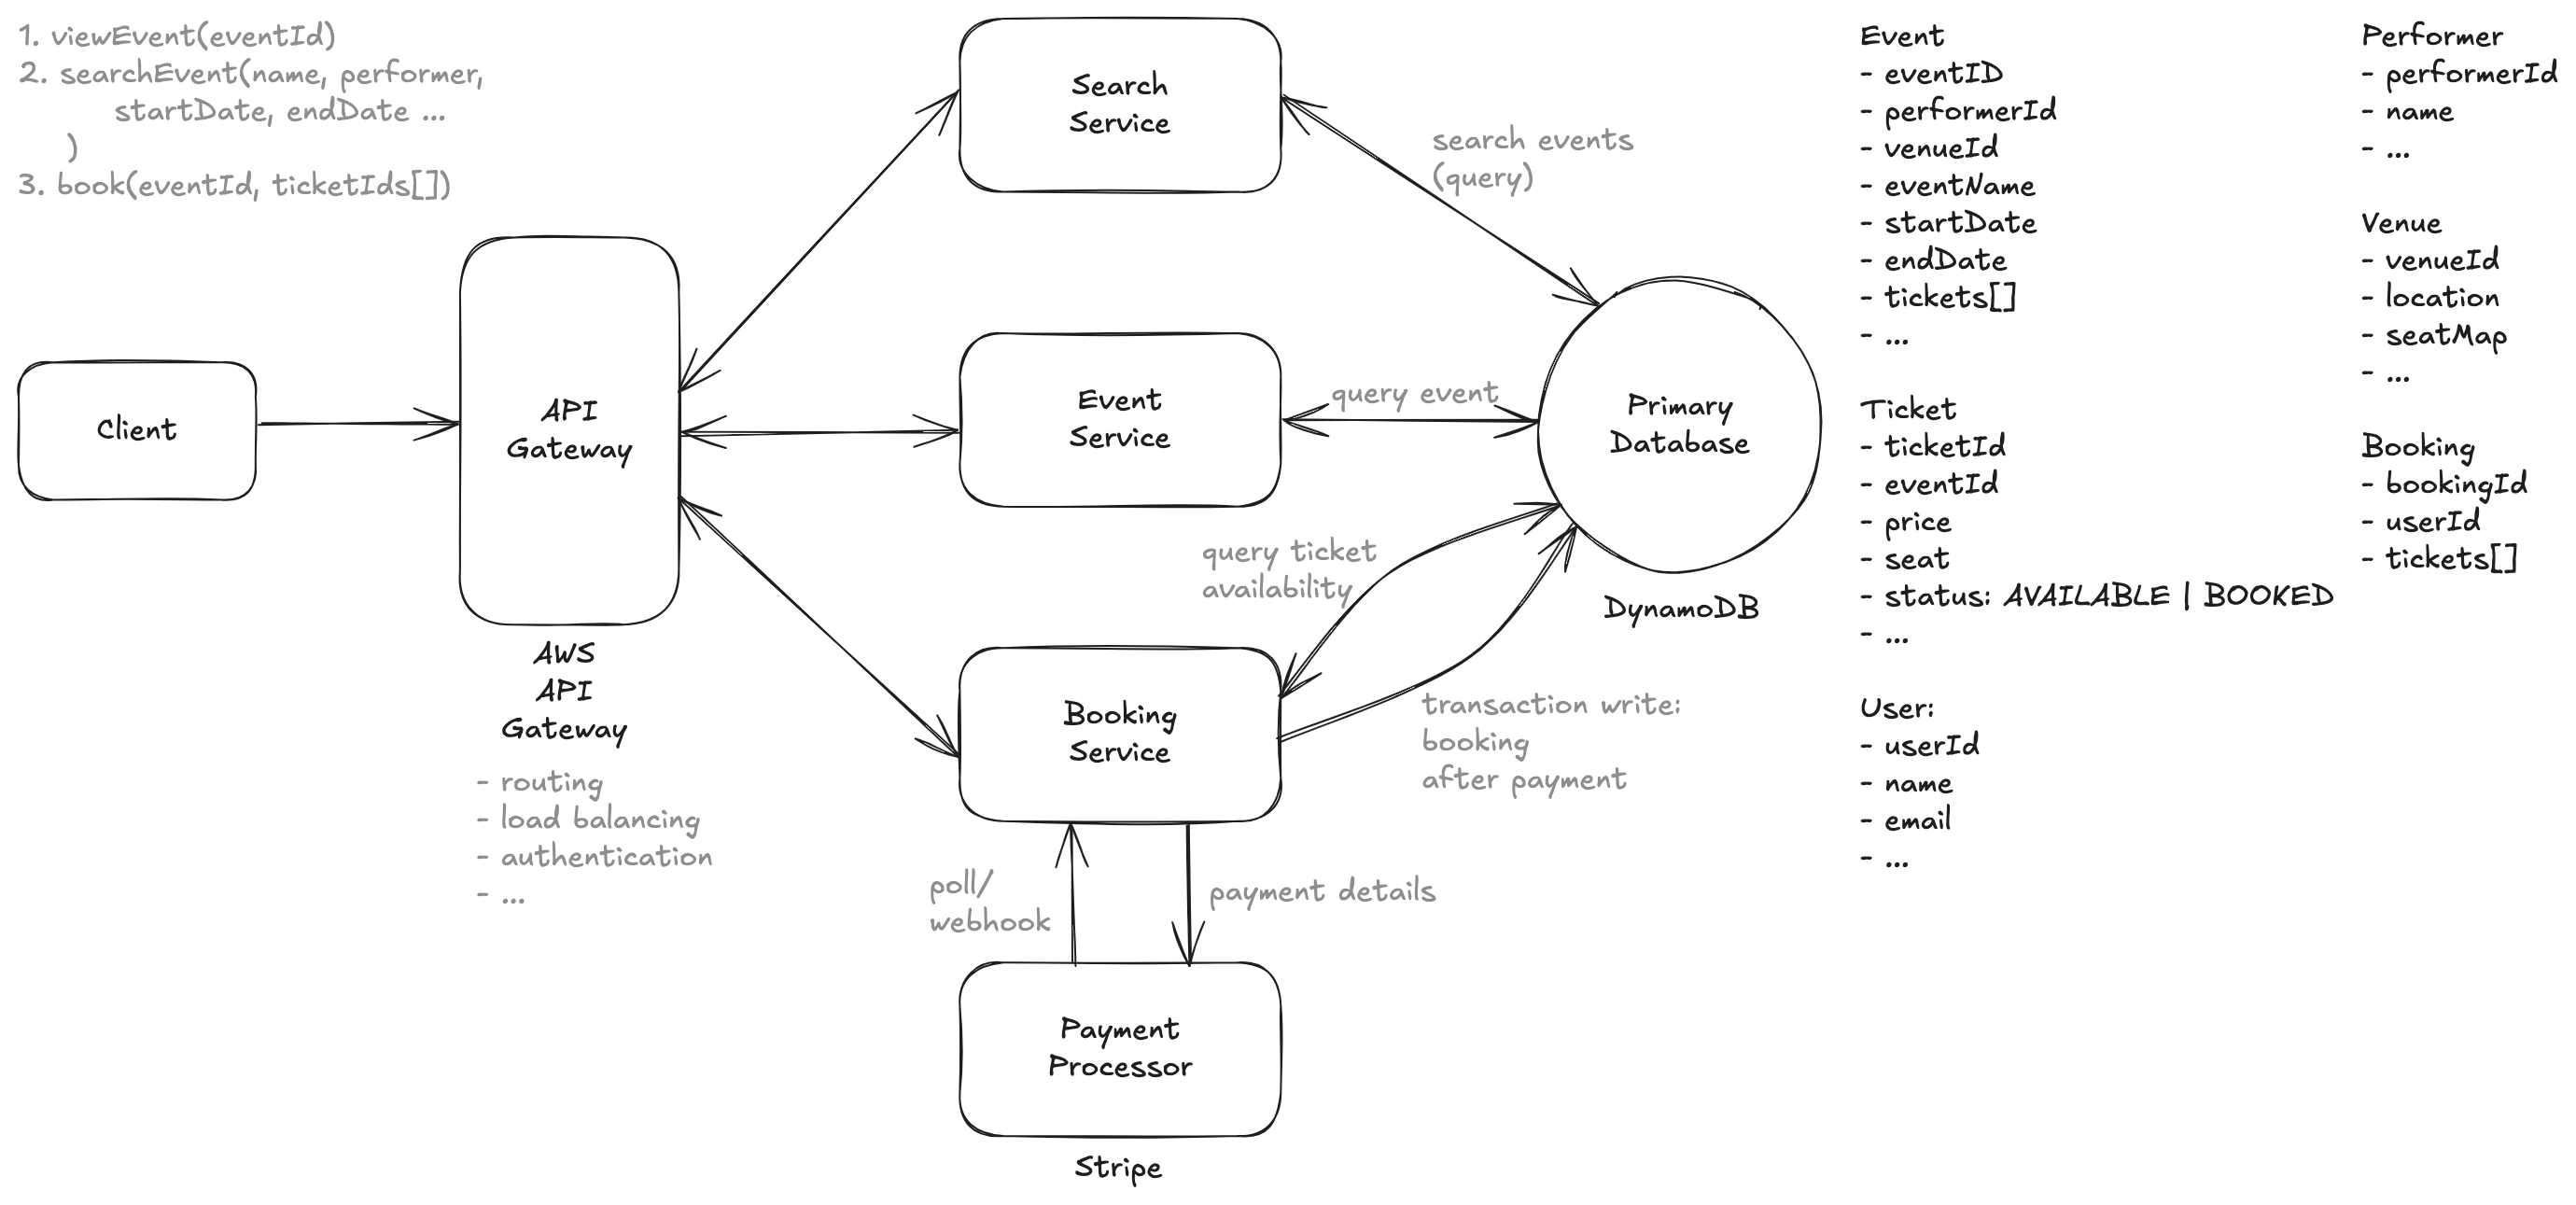 1. viewEvent(eventId)
2. searchEvent(name, performer,
startDate, endDate ...
)
3. book(eventId, ticketIds[])
Client
API
Gateway
AWS
API
Gateway
- routing
- load balancing
- authentication
- ...
Search
Service
Event
Service
Booking
Service
poll/
webhook
payment details
Payment
Processor
Stripe
search events
(query)
query event
query ticket
availability
transaction write:
booking
after payment
Primary
Database
DynamoDB
Event
- eventID
- performerId
- venueId
- eventName
- startDate
- endDate
- tickets[]
- ...
Ticket
- ticketId
- eventId
- price
- seat
- status: AVAILABLE | BOOKED
- ...
User:
- userId
- name
- email
- ...
Performer
- performerId
- name
- ...
Venue
- venueId
- location
- seatMap
- ...
Booking
- bookingId
- userId
- tickets[]